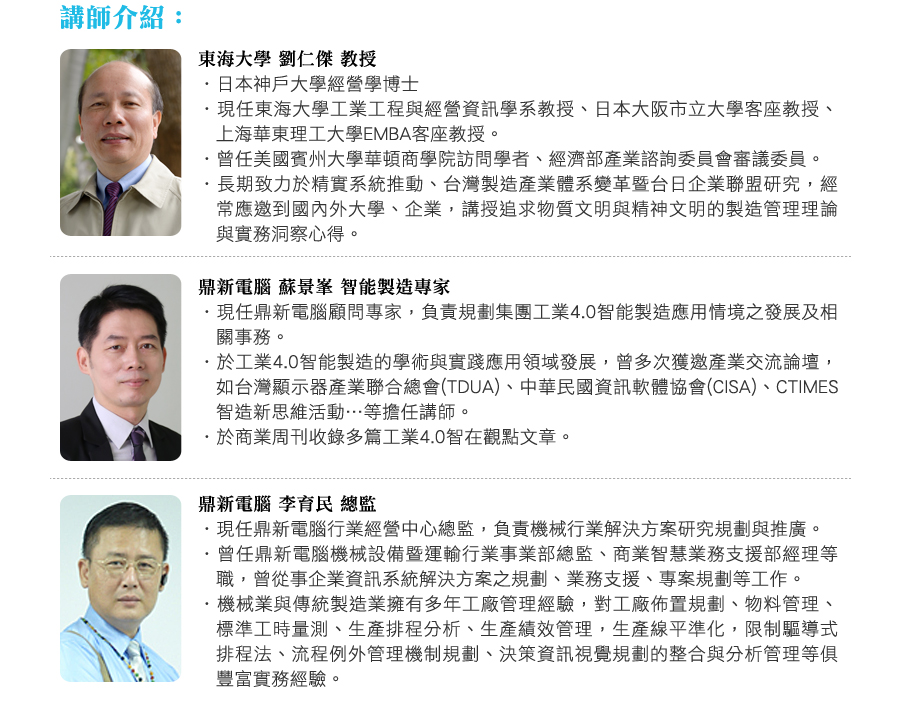 講師介紹：
東海大學 劉仁傑 教授
·日本神戶大學經營學博士
·現任東海大學工業工程與經營資訊學系教授、日本大阪市立大學客座教授、
上海華東理工大學EMBA客座教授。
·曾任美國賓州大學華頓商學院訪問學者、經濟部產業諮詢委員會審議委員。
·長期致力於精實系統推動、台灣製造產業體系變革暨台日企業聯盟研究，經
常應邀到國內外大學、企業，講授追求物質文明與精神文明的製造管理理論
與實務洞察心得。
鼎新電腦 蘇景峯 智能製造專家
·現任鼎新電腦顧問專家，負責規劃集團工業4.0智能製造應用情境之發展及相
關事務。
·於工業4.0智能製造的學術與實踐應用領域發展，曾多次獲邀產業交流論壇，
如台灣顯示器產業聯合總會(TDUA)、中華民國資訊軟體協會(CISA)、CTIMES
智造新思維活動…等擔任講師。
·於商業周刊收錄多篇工業4.0智在觀點文章。
鼎新電腦 李育民 總監
·現任鼎新電腦行業經營中心總監，負責機械行業解決方案研究規劃與推廣。
·曾任鼎新電腦機械設備暨運輸行業事業部總監、商業智慧業務支援部經理等
職，曾從事企業資訊系統解決方案之規劃、業務支援、專案規劃等工作。
·機械業與傳統製造業擁有多年工廠管理經驗，對工廠佈置規劃、物料管理、
標準工時量測、生產排程分析、生產績效管理，生產線平準化，限制驅導式
排程法、流程例外管理機制規劃、決策資訊視覺規劃的整合與分析管理等俱
豐富實務經驗。